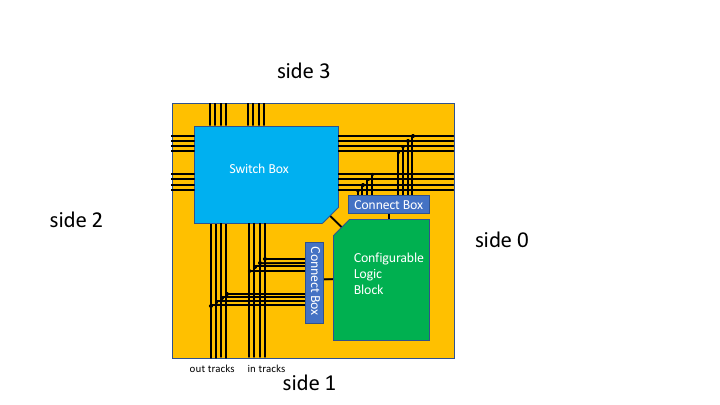 side 3
Switch Box
Connect Box
side 2
side 0
Configurable
Logic
Block
Connect Box
out tracks
in tracks
side 1